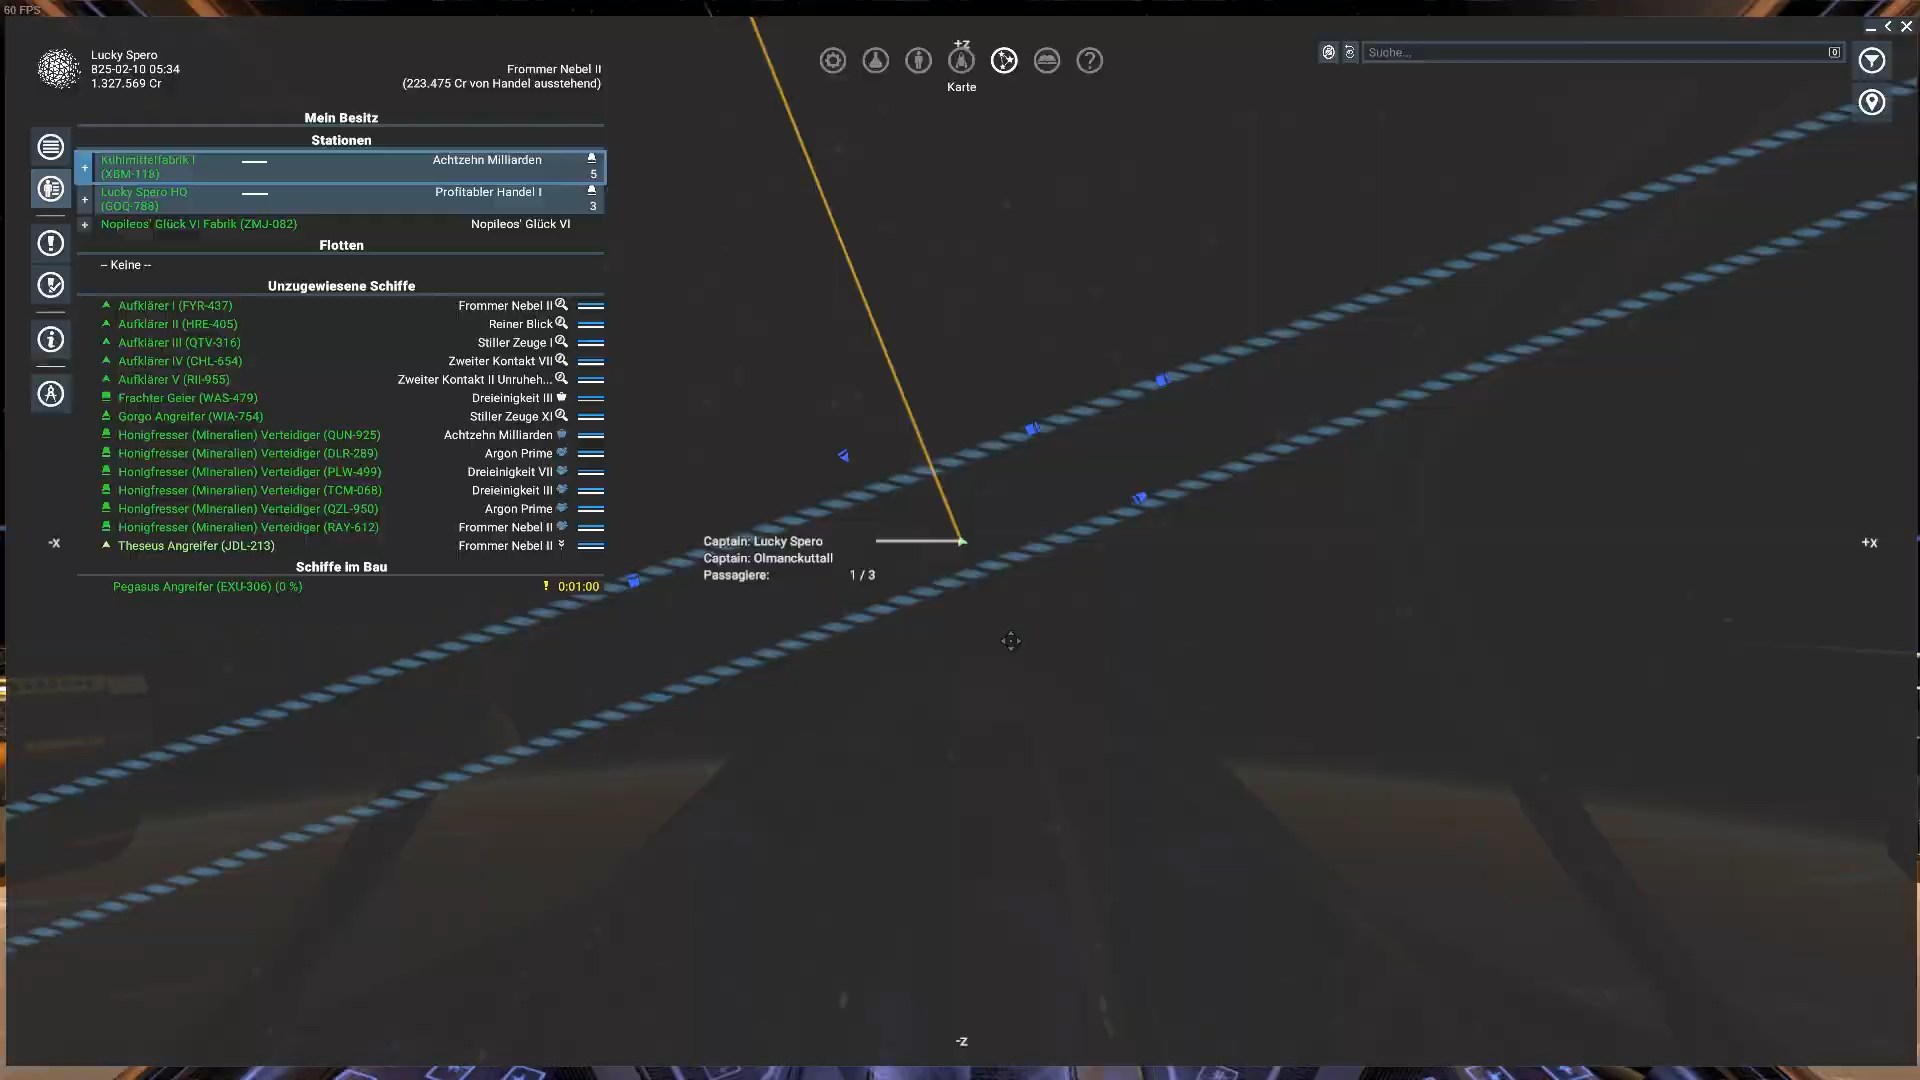 60 FPS
Lucky Spero
825-02-10 05:34
1.327.569 Cr
Frommer Nebel II
(223.475 Cr von Handel ausstehend)
+Z
Karte
Suche...
Mein Besitz
Stationen
Kühlmittelfabrik I
(XBM-118)
Achtzehn Milliarden
5
Lucky Spero HQ
(GOQ-788)
Profitabler Handel I
3
Nopileos' Glück VI Fabrik (ZMJ-082) Nopileos' Glück VI
Flotten
-- Keine --
Unzugewiesene Schiffe
Aufklärer I (FYR-437) Frommer Nebel II
Aufklärer II (HRE-405) Reiner Blick
Aufklärer III (QTV-316) Stiller Zeuge I
Aufklärer IV (CHL-654) Zweiter Kontakt VII
Aufklärer V (RII-955) Zweiter Kontakt II Unruheh...
Frachter Geier (WAS-479) Dreieinigkeit III
Gorgo Angreifer (WIA-754) Stiller Zeuge XI
Honigfresser (Mineralien) Verteidiger (QUN-925) Achtzehn Milliarden
Honigfresser (Mineralien) Verteidiger (DLR-289) Argon Prime
Honigfresser (Mineralien) Verteidiger (PLW-499) Dreieinigkeit VII
Honigfresser (Mineralien) Verteidiger (TCM-068) Dreieinigkeit III
Honigfresser (Mineralien) Verteidiger (QZL-950) Argon Prime
Honigfresser (Mineralien) Verteidiger (RAY-612) Frommer Nebel II
Theseus Angreifer (JDL-213) Frommer Nebel II
Schiffe im Bau
Pegasus Angreifer (EXU-306) (0 %) ! 0:01:00
-X
+X
Captain: Lucky Spero
Captain: Olmanckuttall
Passagiere: 1 / 3
-Z